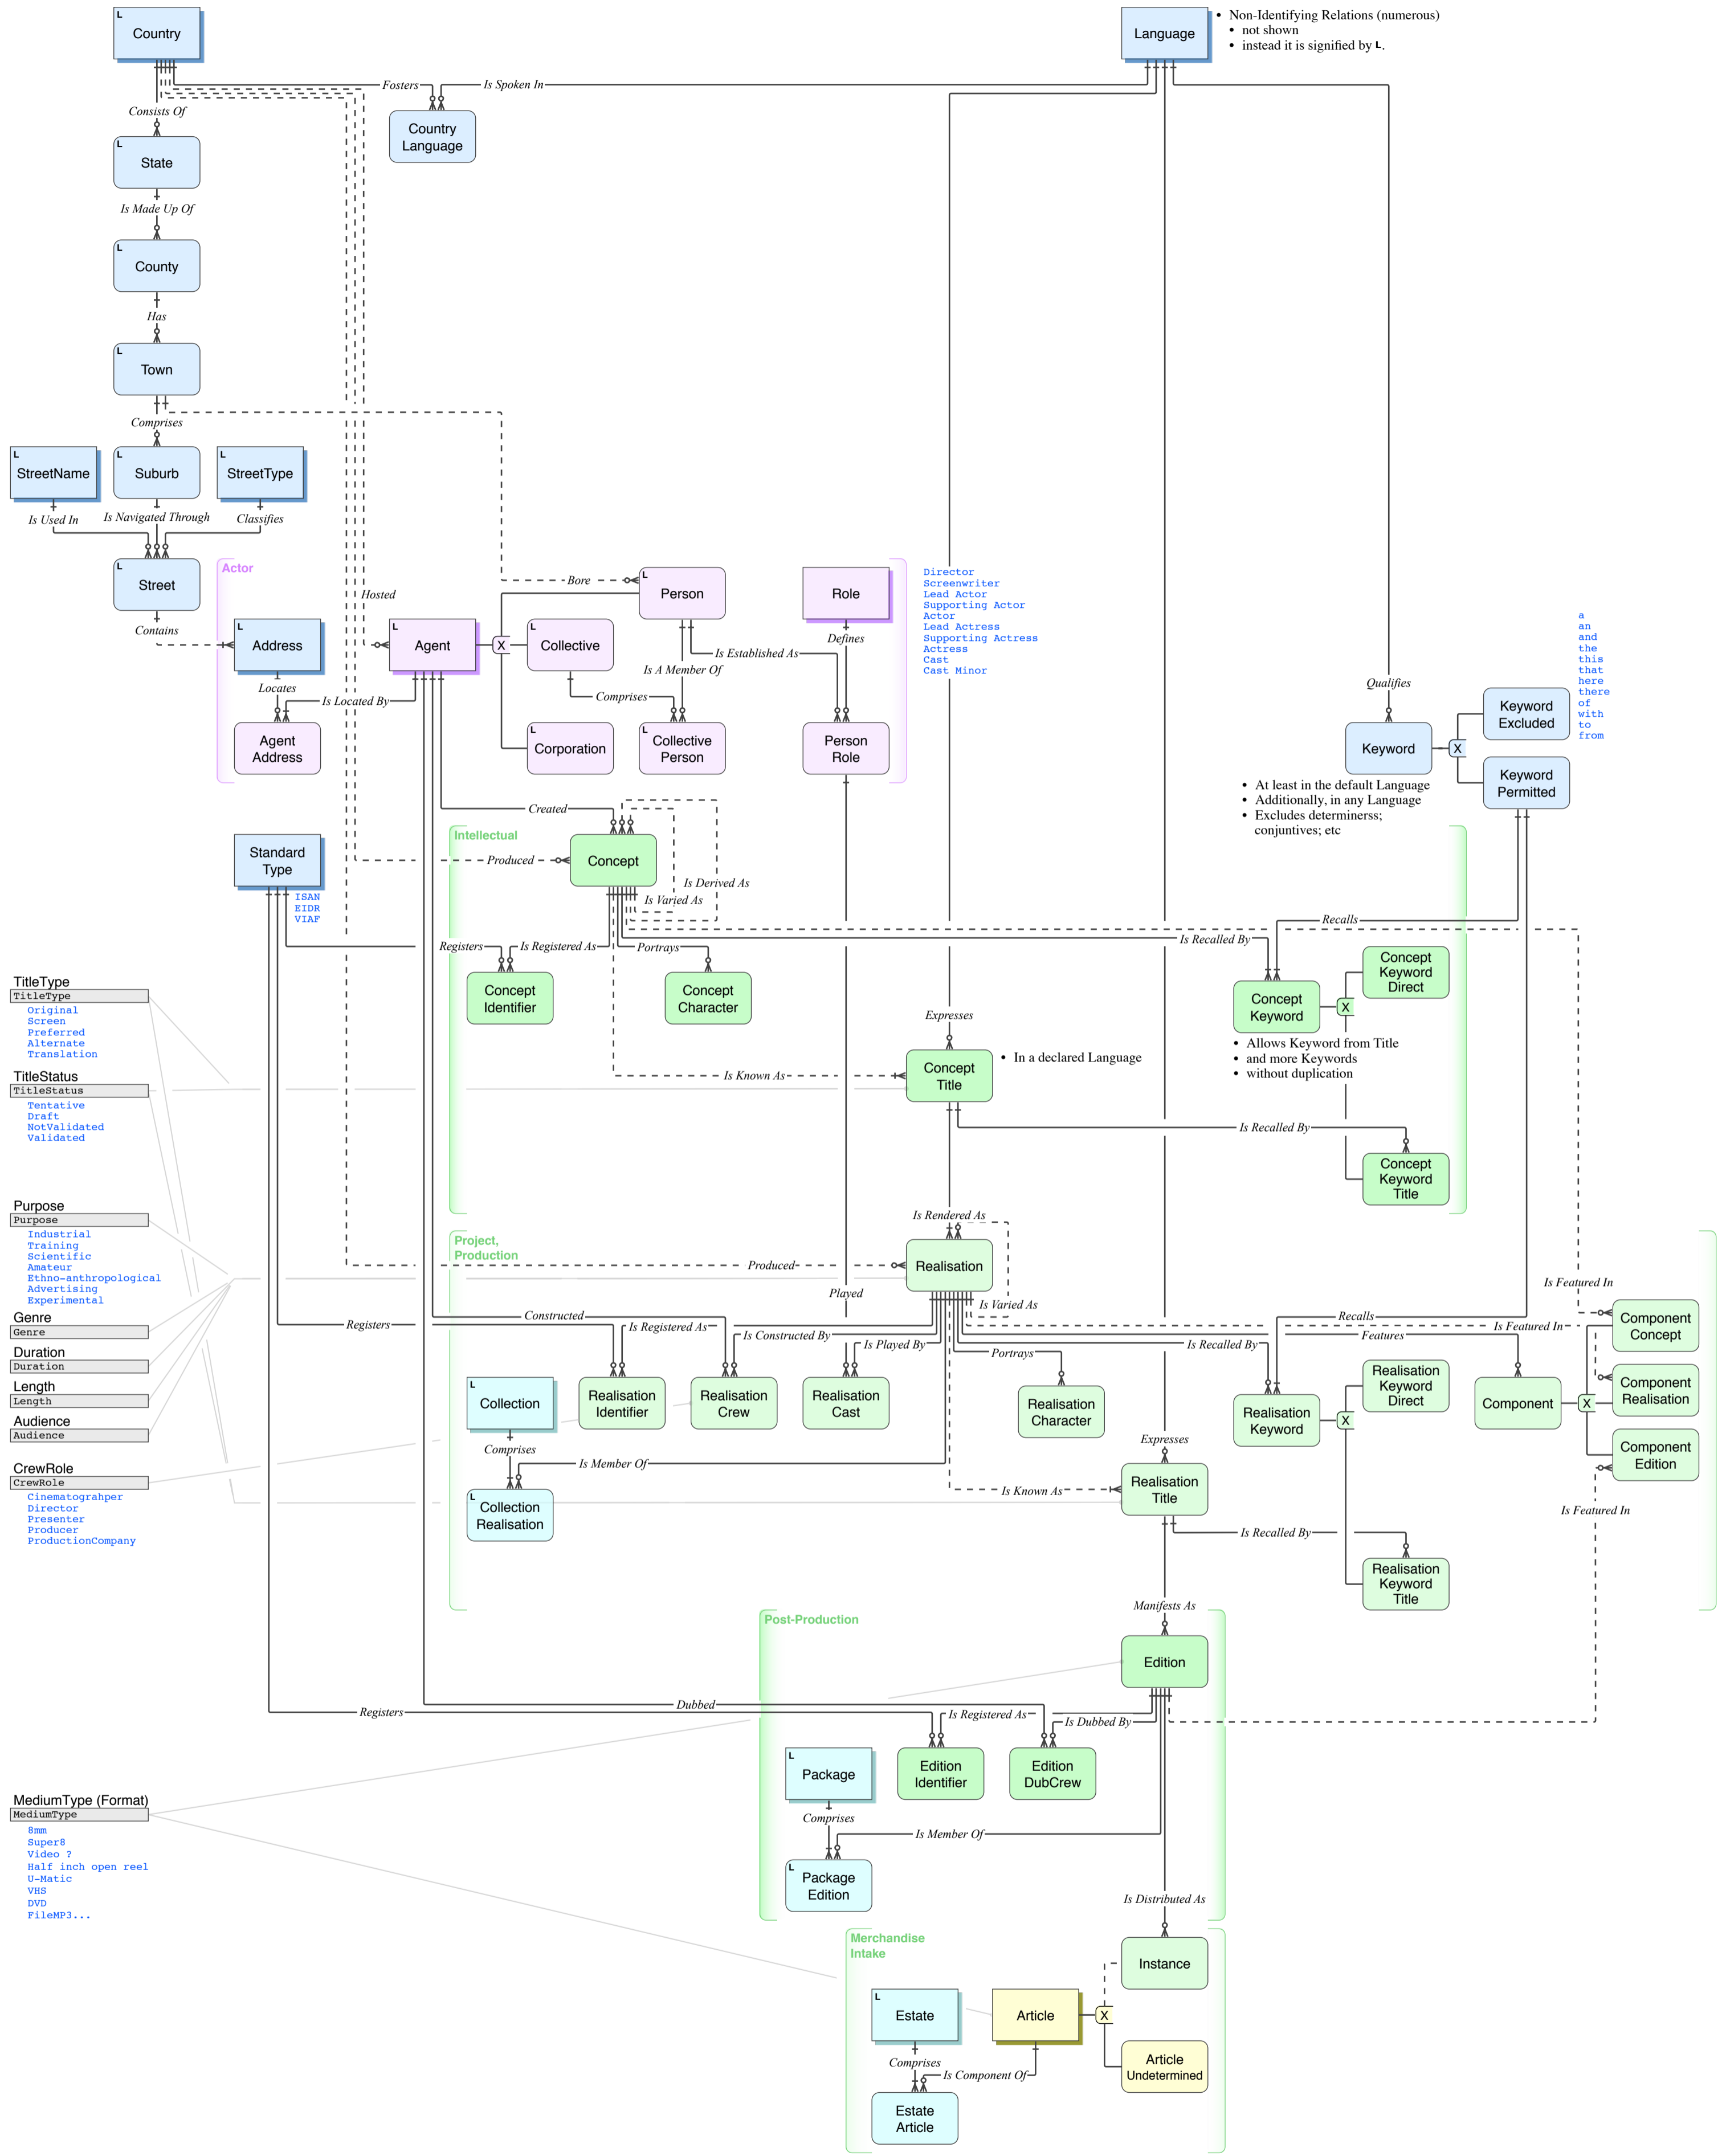 L
Country
Language
• Non-Identifying Relations (numerous)
• not shown
• instead it is signified by L.
Fosters
Is Spoken In
Consists Of
Country
Language
L
State
Is Made Up Of
L
County
Has
L
Town
Comprises
L
StreetName
L
Suburb
L
StreetType
Is Used In
Is Navigated Through
Classifies
L
Street
Contains
Actor
Hosted
Bore
L
Person
Role
Director
Screenwriter
Lead Actor
Supporting Actor
Actor
Lead Actress
Supporting Actress
Actress
Cast
Cast Minor
L
Address
L
Agent
X
L
Collective
Defines
Is Established As
Is A Member Of
Locates
Is Located By
Comprises
Agent
Address
L
Corporation
L
Collective
Person
Person
Role
a
an
and
the
this
that
here
there
of
with
to
from
Qualifies
Keyword
X
Keyword
Excluded
Keyword
Permitted
• At least in the default Language
• Additionally, in any Language
• Excludes determinerss;
conjuntives; etc
Created
Intellectual
Standard
Type
ISAN
EIDR
VIAF
Produced
Concept
Is Derived As
Is Varied As
Recalls
Registers
Is Registered As
Portrays
Is Recalled By
Concept
Identifier
Concept
Character
Concept
Keyword
X
Concept
Keyword
Direct
• Allows Keyword from Title
• and more Keywords
• without duplication
TitleType
TitleType
Original
Screen
Preferred
Alternate
Translation
Expresses
Concept
Title
• In a declared Language
Is Known As
TitleStatus
TitleStatus
Tentative
Draft
NotValidated
Validated
Is Recalled By
Concept
Keyword
Title
Purpose
Purpose
Industrial
Training
Scientific
Amateur
Ethno-anthropological
Advertising
Experimental
Genre
Genre
Duration
Duration
Length
Length
Audience
Audience
CrewRole
CrewRole
Cinematograhper
Director
Presenter
Producer
ProductionCompany
Project,
Production
Is Rendered As
Produced
Realisation
Played
Is Varied As
Is Featured In
Registers
Constructed
Is Registered As
Is Constructed By
Is Played By
Portrays
Is Recalled By
Recalls
Features
Is Featured In
Component
Concept
L
Collection
Realisation
Identifier
Realisation
Crew
Realisation
Cast
Realisation
Character
Realisation
Keyword
X
Realisation
Keyword
Direct
Component
X
Component
Realisation
Component
Edition
Comprises
Is Member Of
Expresses
L
Collection
Realisation
Is Known As
Realisation
Title
Is Featured In
Is Recalled By
Realisation
Keyword
Title
Manifests As
Post-Production
Edition
Registers
Dubbed
Is Registered As
Is Dubbed By
L
Package
Edition
Identifier
Edition
DubCrew
MediumType (Format)
MediumType
8mm
Super8
Video ?
Half inch open reel
U-Matic
VHS
DVD
FileMP3...
Comprises
Is Member Of
L
Package
Edition
Is Distributed As
Merchandise
Intake
Instance
L
Estate
Article
X
Comprises
Is Component Of
Article
Undetermined
Estate
Article